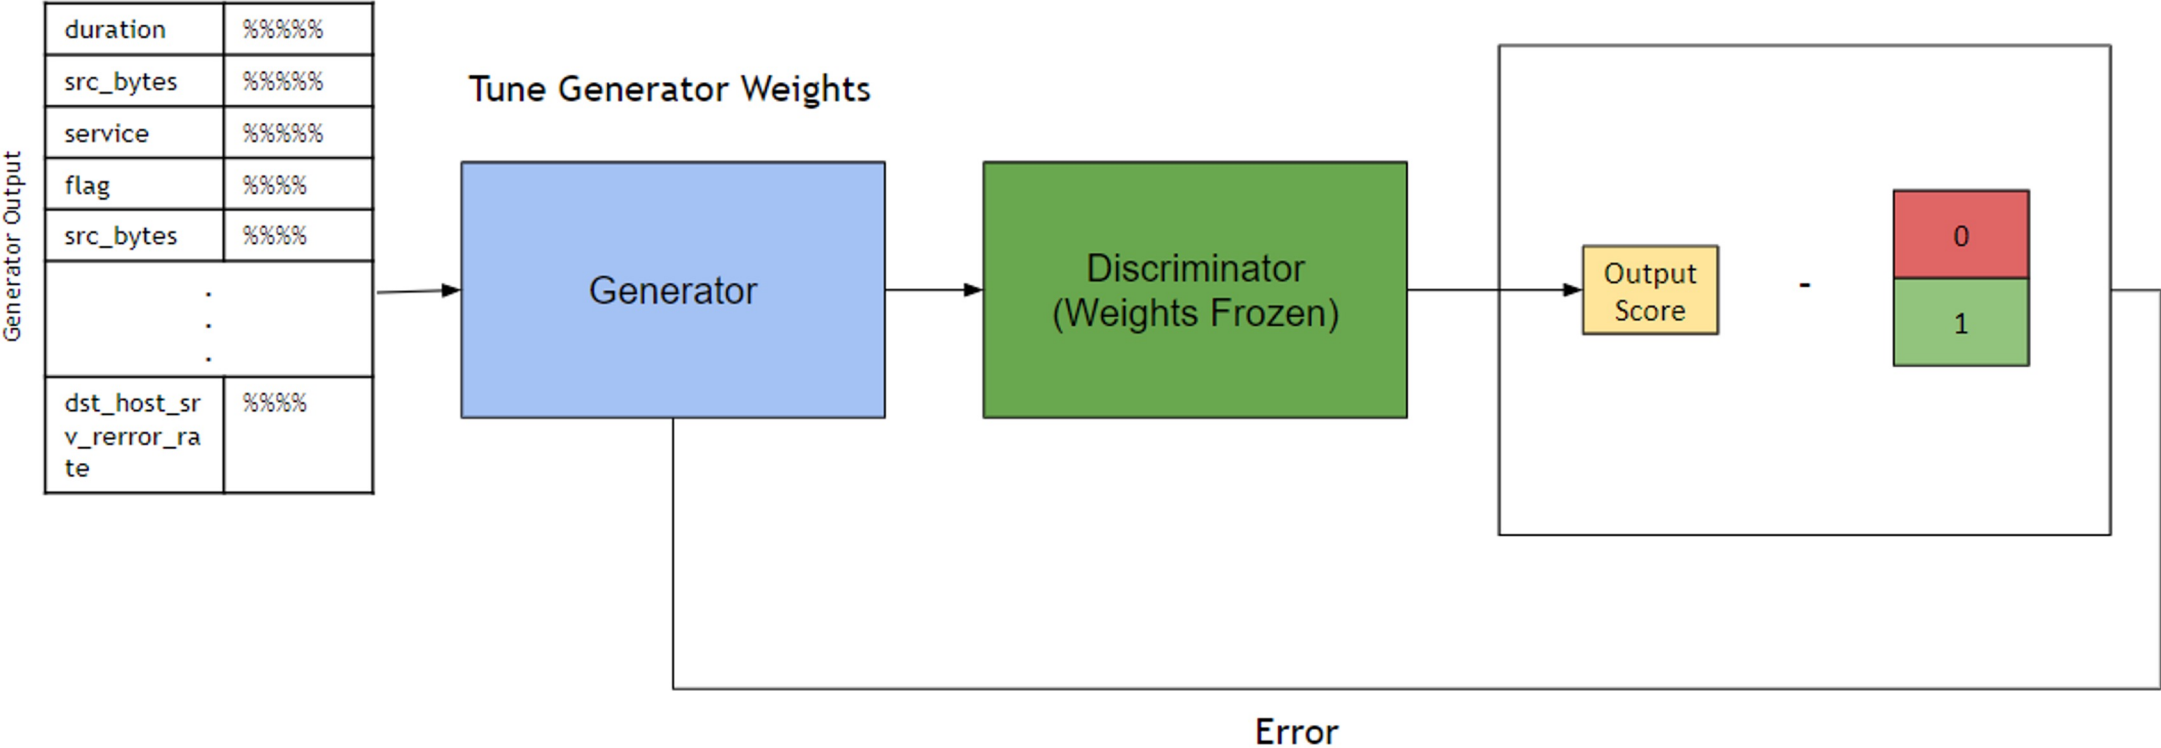 Generator Output
duration %%%%%
src_bytes %%%%%
service %%%%%
flag %%%%
src_bytes %%%%
.
.
.
dst_host_sr %%%%
v_rerror_ra
te
Tune Generator Weights
Generator
Discriminator
(Weights Frozen)
Output
Score
-
0
1
Error